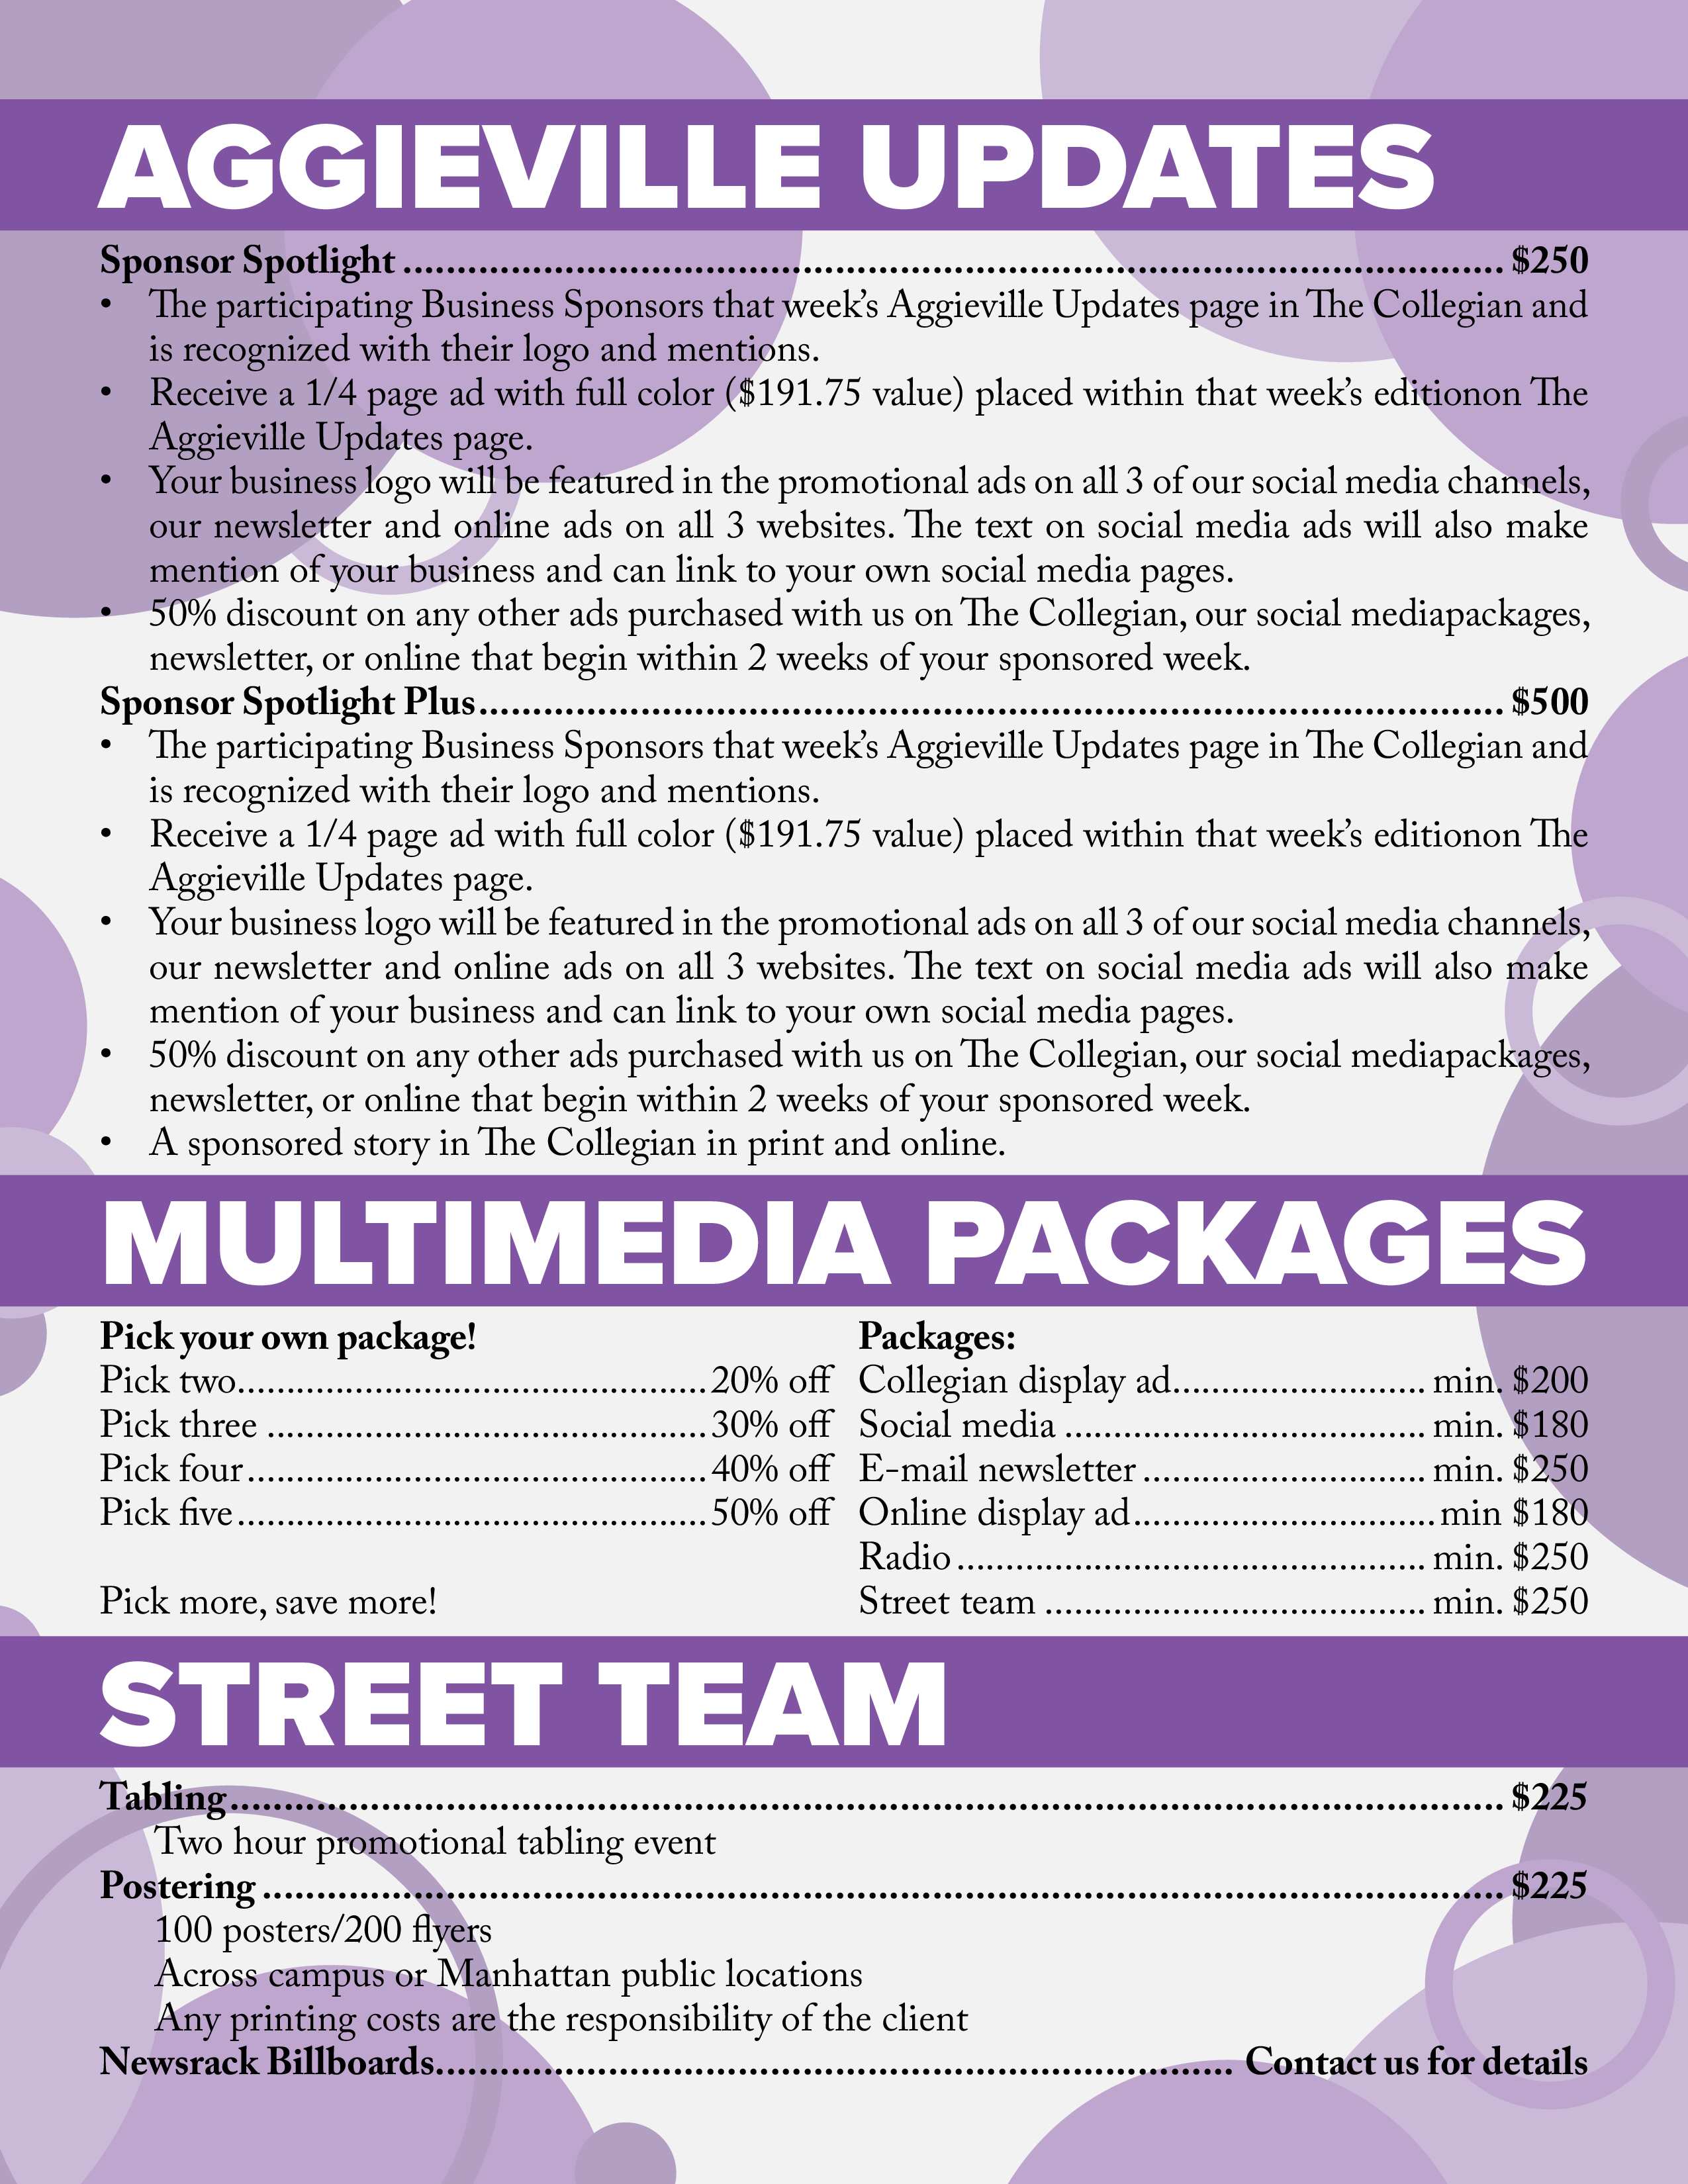 AGGIEVILLE UPDATES
Sponsor Spotlight ........................................................................................................ $250
• The participating Business Sponsors that week’s Aggieville Updates page in The Collegian and
is recognized with their logo and mentions.
• Receive a 1/4 page ad with full color ($191.75 value) placed within that week’s editionon The
Aggieville Updates page.
• Your business logo will be featured in the promotional ads on all 3 of our social media channels,
our newsletter and online ads on all 3 websites. The text on social media ads will also make
mention of your business and can link to your own social media pages.
• 50% discount on any other ads purchased with us on The Collegian, our social mediapackages,
newsletter, or online that begin within 2 weeks of your sponsored week.
Sponsor Spotlight Plus................................................................................................. $500
• The participating Business Sponsors that week’s Aggieville Updates page in The Collegian and
is recognized with their logo and mentions.
• Receive a 1/4 page ad with full color ($191.75 value) placed within that week’s editionon The
Aggieville Updates page.
• Your business logo will be featured in the promotional ads on all 3 of our social media channels,
our newsletter and online ads on all 3 websites. The text on social media ads will also make
mention of your business and can link to your own social media pages.
• 50% discount on any other ads purchased with us on The Collegian, our social mediapackages,
newsletter, or online that begin within 2 weeks of your sponsored week.
• A sponsored story in The Collegian in print and online.
MULTIMEDIA PACKAGES
Pick your own package!
Pick two...............................................20% off
Pick three ............................................30% off
Pick four..............................................40% off
Pick five...............................................50% off
Pick more, save more!
Packages:
Collegian display ad.......................... min. $200
Social media .................................... min. $180
E-mail newsletter ............................. min. $250
Online display ad...............................min $180
Radio ............................................... min. $250
Street team ...................................... min. $250
STREET TEAM
Tabling........................................................................................................................ $225
Two hour promotional tabling event
Postering ..................................................................................................................... $225
100 posters/200 flyers
Across campus or Manhattan public locations
Any printing costs are the responsibility of the client
Newsrack Billboards........................................................................... Contact us for details